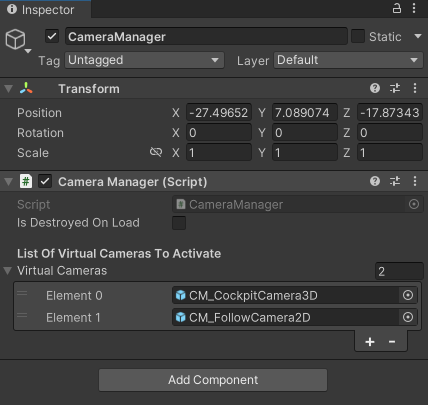 Inspector
CameraManager Static
Tag Untagged Layer Default
Transform
Position X -27.49652 Y 7.089074 Z -17.87343
Rotation X 0 Y 0 Z 0
Scale X 1 Y 1 Z 1
# Camera Manager (Script)
Script # CameraManager
Is Destroyed On Load
List Of Virtual Cameras To Activate
Virtual Cameras 2
Element 0 CM_CockpitCamera3D
Element 1 CM_FollowCamera2D
+ -
Add Component